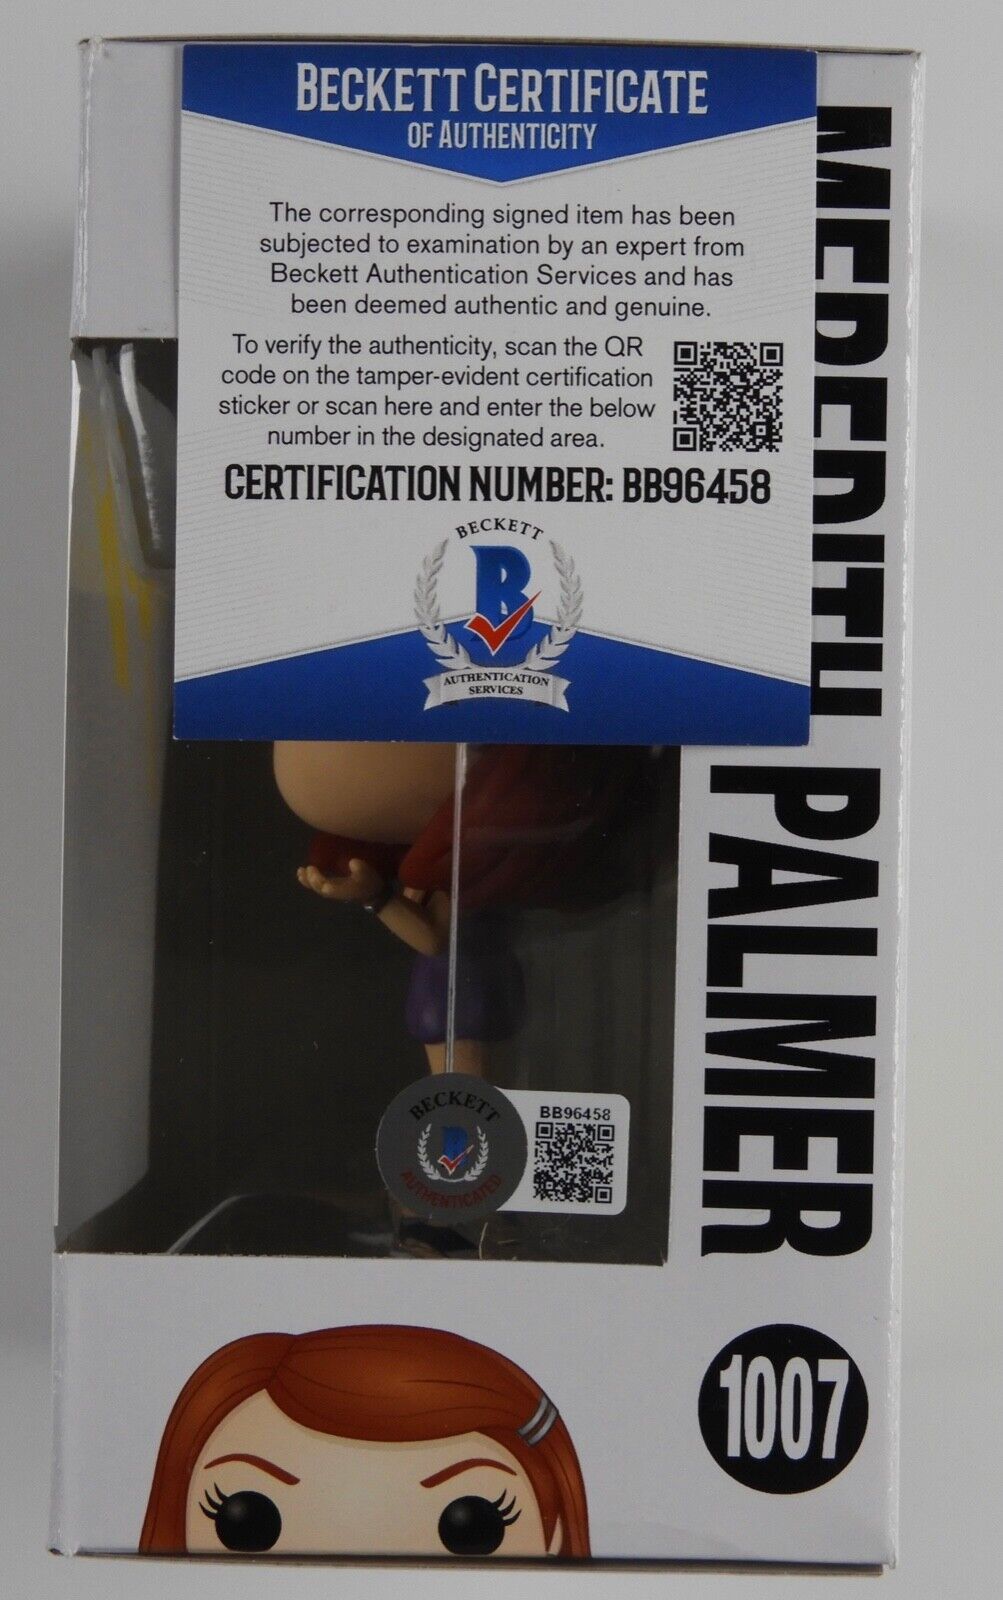 BECKETT CERTIFICATE
OF AUTHENTICITY
The corresponding signed item has been
subjected to examination by an expert from
Beckett Authentication Services and has
been deemed authentic and genuine.
To verify the authenticity, scan the QR
code on the tamper-evident certification
sticker or scan here and enter the below
number in the designated area.
CERTIFICATION NUMBER: BB96458
BECKETT
B
AUTHENTICATION
SERVICES
MEREDITH PALMER
BECKETT
B
AUTHENTICATED
BB96458
1007